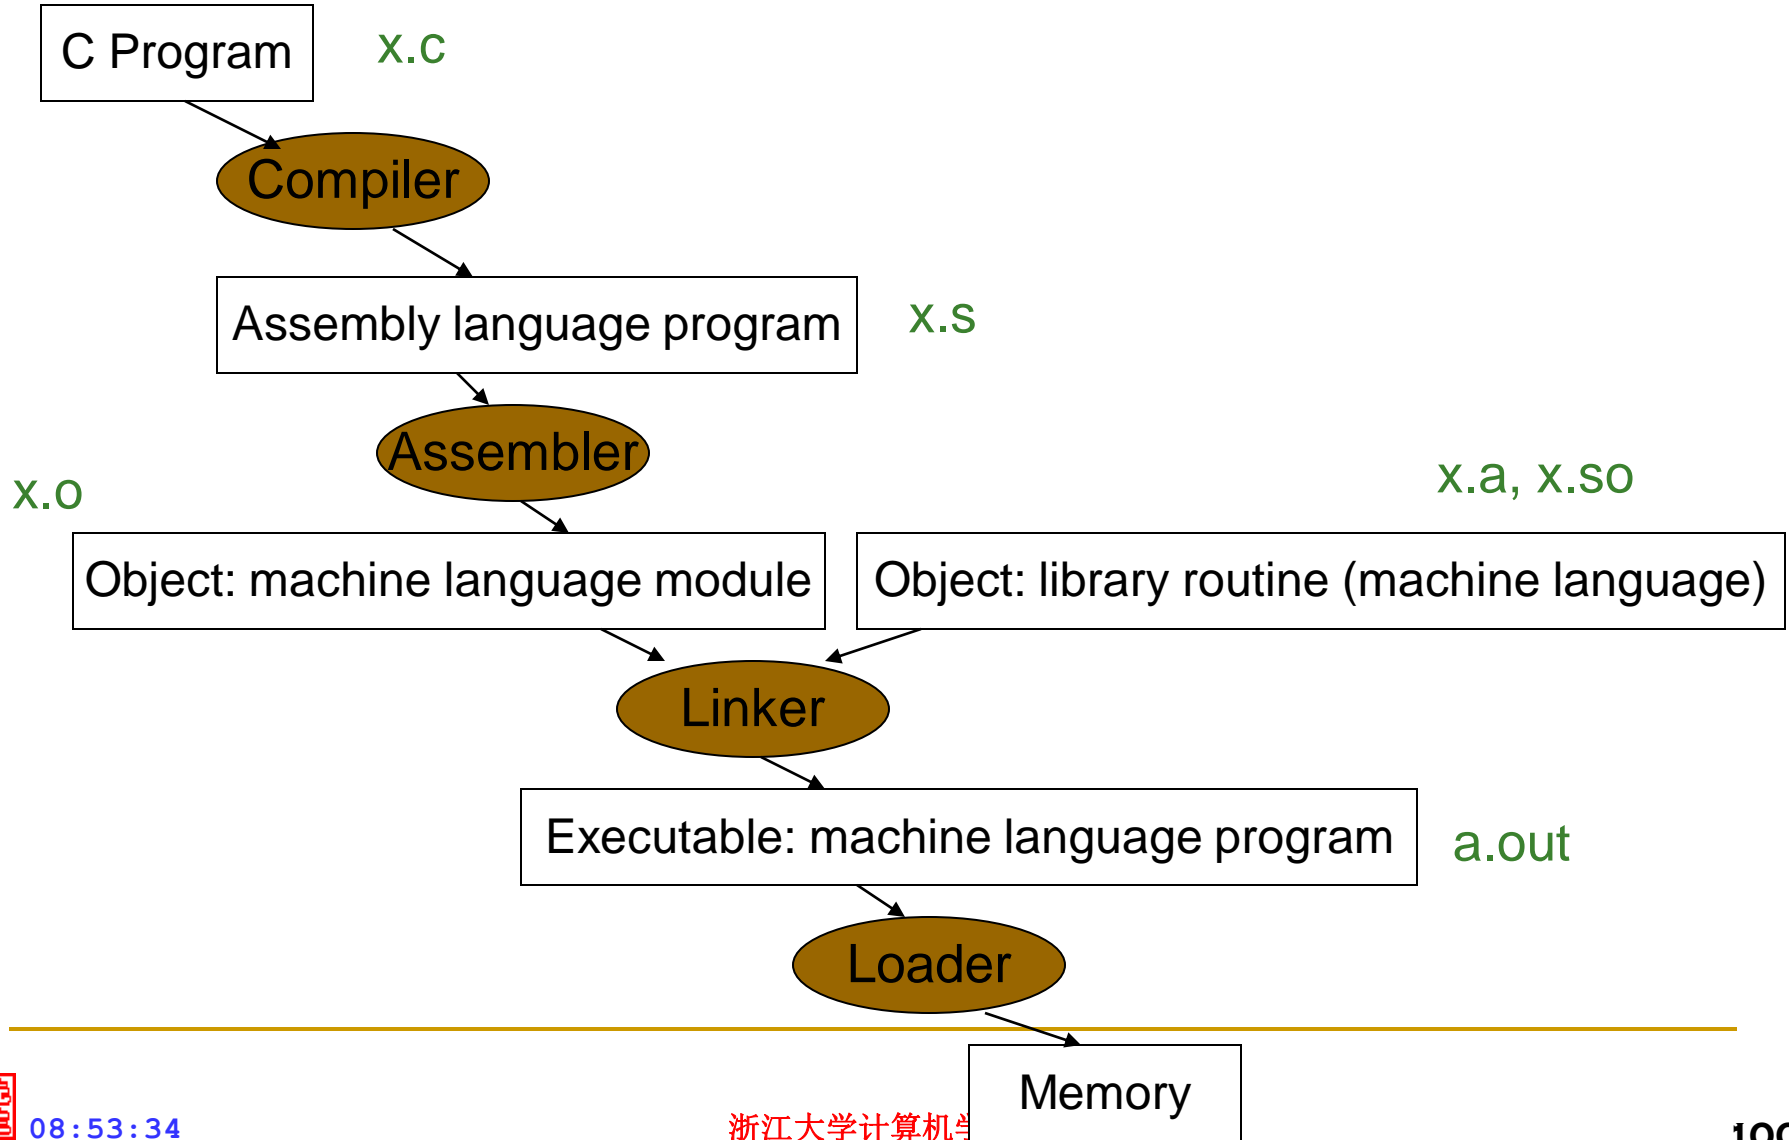 C Program
x.c
Compiler
Assembly language program
x.s
Assembler
x.o
x.a, x.so
Object: machine language module
Object: library routine (machine language)
Linker
Executable: machine language program
a.out
Loader
Memory
08:53:34
浙江大学计算机